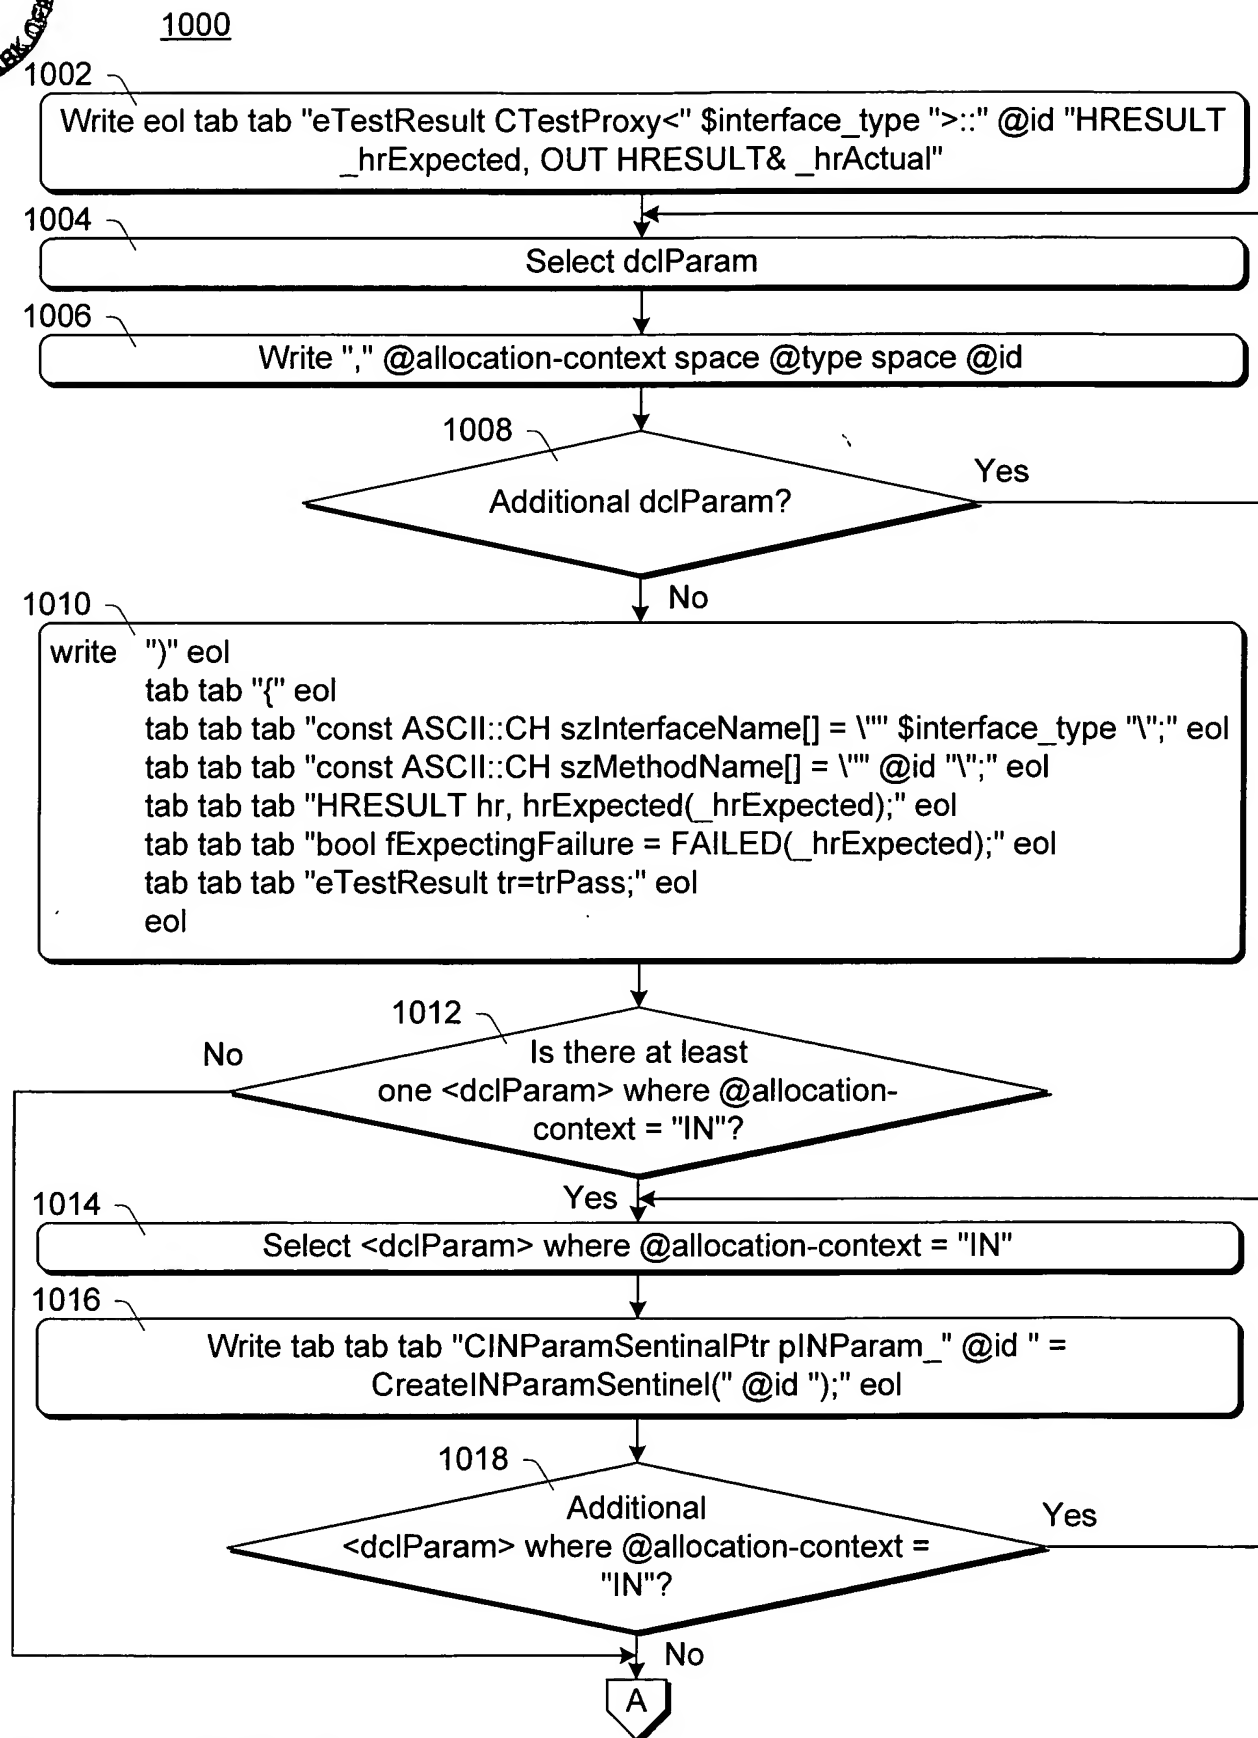 1000
1002
Write eol tab tab "eTestResult CTestProxy<" $interface_type ">::" @id "HRESULT
_hrExpected, OUT HRESULT& _hrActual"
1004
Select dclParam
1006
Write "," @allocation-context space @type space @id
1008
Additional dclParam?
Yes
No
1010
write ")" eol
tab tab "{" eol
tab tab tab "const ASCII::CH szInterfaceName[] = \"" $interface_type "\";" eol
tab tab tab "const ASCII::CH szMethodName[] = \"" @id "\";" eol
tab tab tab "HRESULT hr, hrExpected(_hrExpected);" eol
tab tab tab "bool fExpectingFailure = FAILED(_hrExpected);" eol
tab tab tab "eTestResult tr=trPass;" eol
eol
1012
No
Is there at least
one <dclParam> where @allocation-
context = "IN"?
Yes
1014
Select <dclParam> where @allocation-context = "IN"
1016
Write tab tab tab "CINParamSentinalPtr pINParam_" @id " =
CreateINParamSentinel(" @id ");" eol
1018
Additional
<dclParam> where @allocation-context =
"IN"?
Yes
No
A